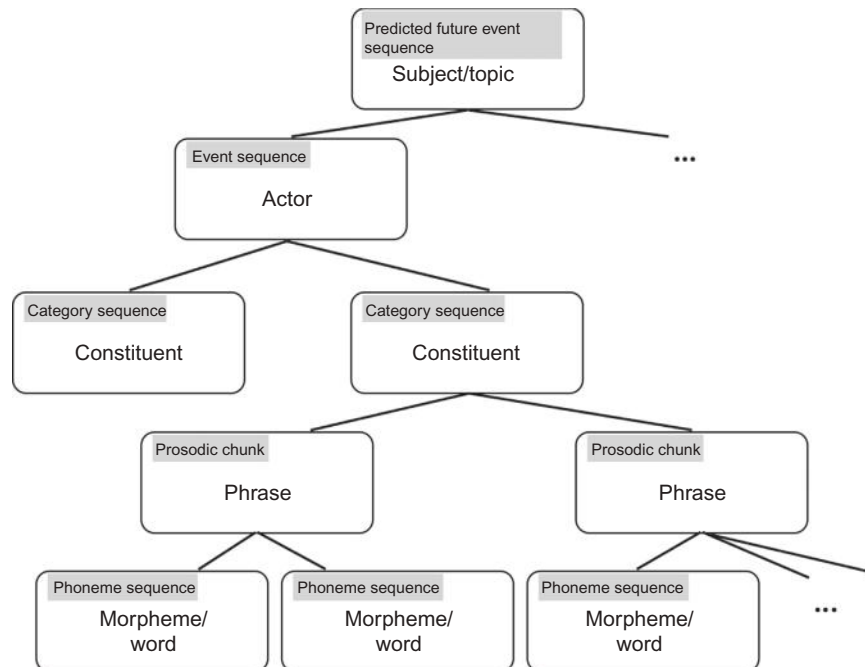 Predicted future event
sequence
Subject/topic
Event sequence
Actor
...
Category sequence
Constituent
Category sequence
Constituent
Prosodic chunk
Phrase
Prosodic chunk
Phrase
Phoneme sequence
Morpheme/
word
Phoneme sequence
Morpheme/
word
Phoneme sequence
Morpheme/
word
...